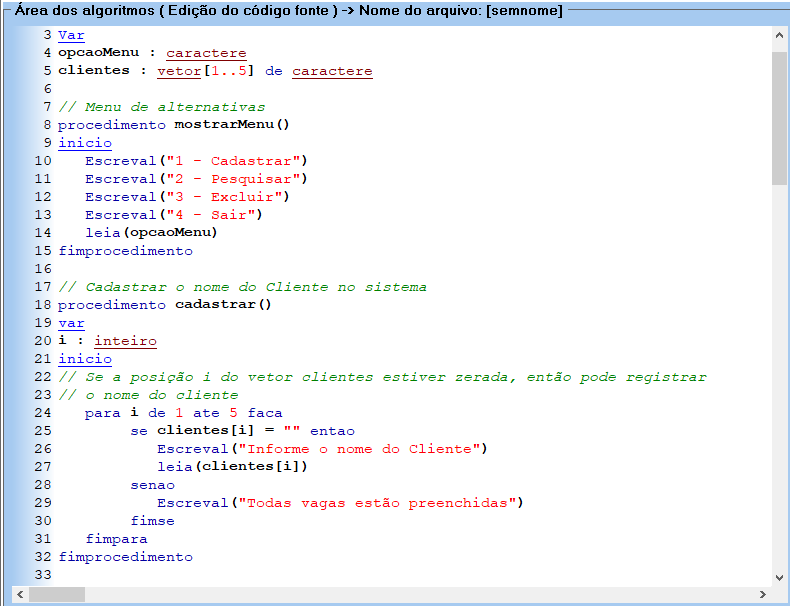 Área dos algoritmos ( Edição do código fonte ) -> Nome do arquivo: [semnome]
3 Var
4 opcaoMenu : caractere
5 clientes : vetor[1..5] de caractere
6
7 // Menu de alternativas
8 procedimento mostrarMenu()
9 inicio
10    Escreval("1 - Cadastrar")
11    Escreval("2 - Pesquisar")
12    Escreval("3 - Excluir")
13    Escreval("4 - Sair")
14    leia(opcaoMenu)
15 fimprocedimento
16
17 // Cadastrar o nome do Cliente no sistema
18 procedimento cadastrar()
19 var
20 i : inteiro
21 inicio
22 // Se a posição i do vetor clientes estiver zerada, então pode registrar
23 // o nome do cliente
24    para i de 1 ate 5 faca
25         se clientes[i] = "" entao
26            Escreval("Informe o nome do Cliente")
27            leia(clientes[i])
28         senao
29            Escreval("Todas vagas estão preenchidas")
30         fimse
31    fimpara
32 fimprocedimento
33